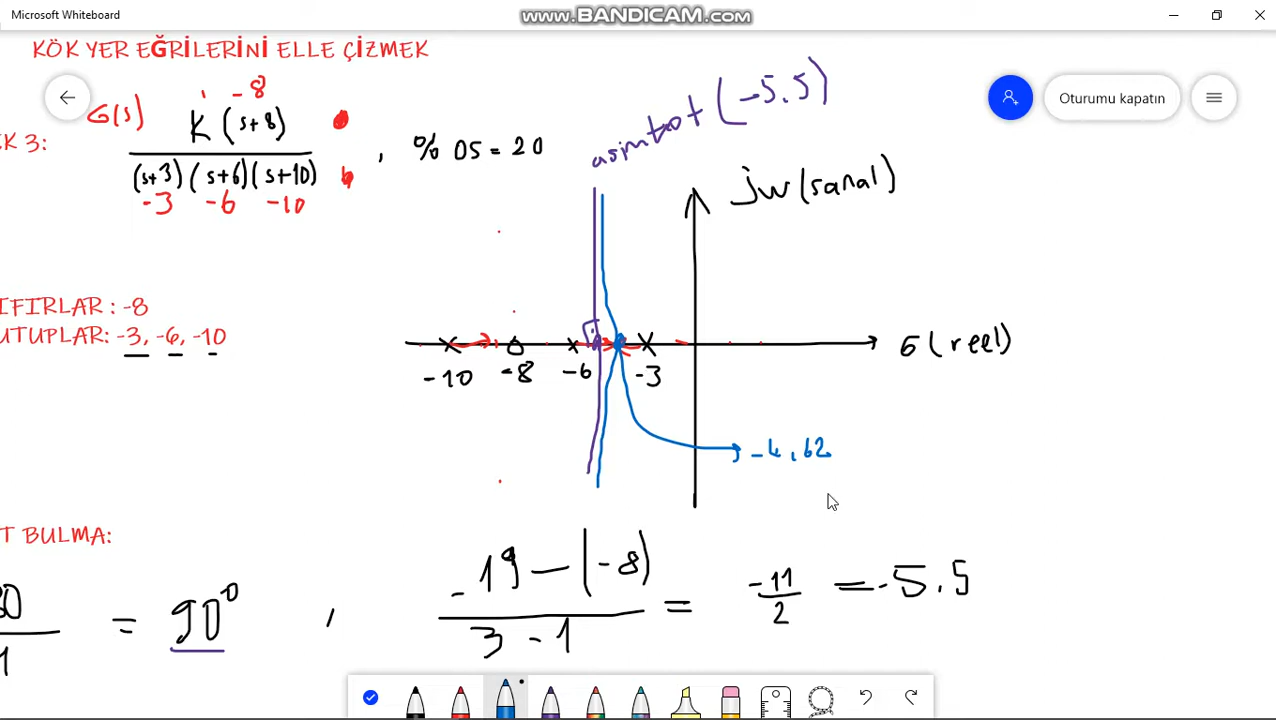 Microsoft Whiteboard
www.BANDICAM.com
KÖK YER EĞRİLERİNİ ELLE ÇİZMEK
Oturumu kapatın
-8
G(s)
K (s+8)
EK 3:
(s+3) (s+6) (s+10)
, % OS = 20
-3 -6 -10
asimtot (-5.5)
jw (sanal)
IFIRLAR : -8
UTUPLAR: -3, -6, -10
-10 -8 -6 -3
σ (reel)
-4,62
T BULMA:
= 90° ,
-19 - (-8)
3 - 1
= -11
2
= -5.5